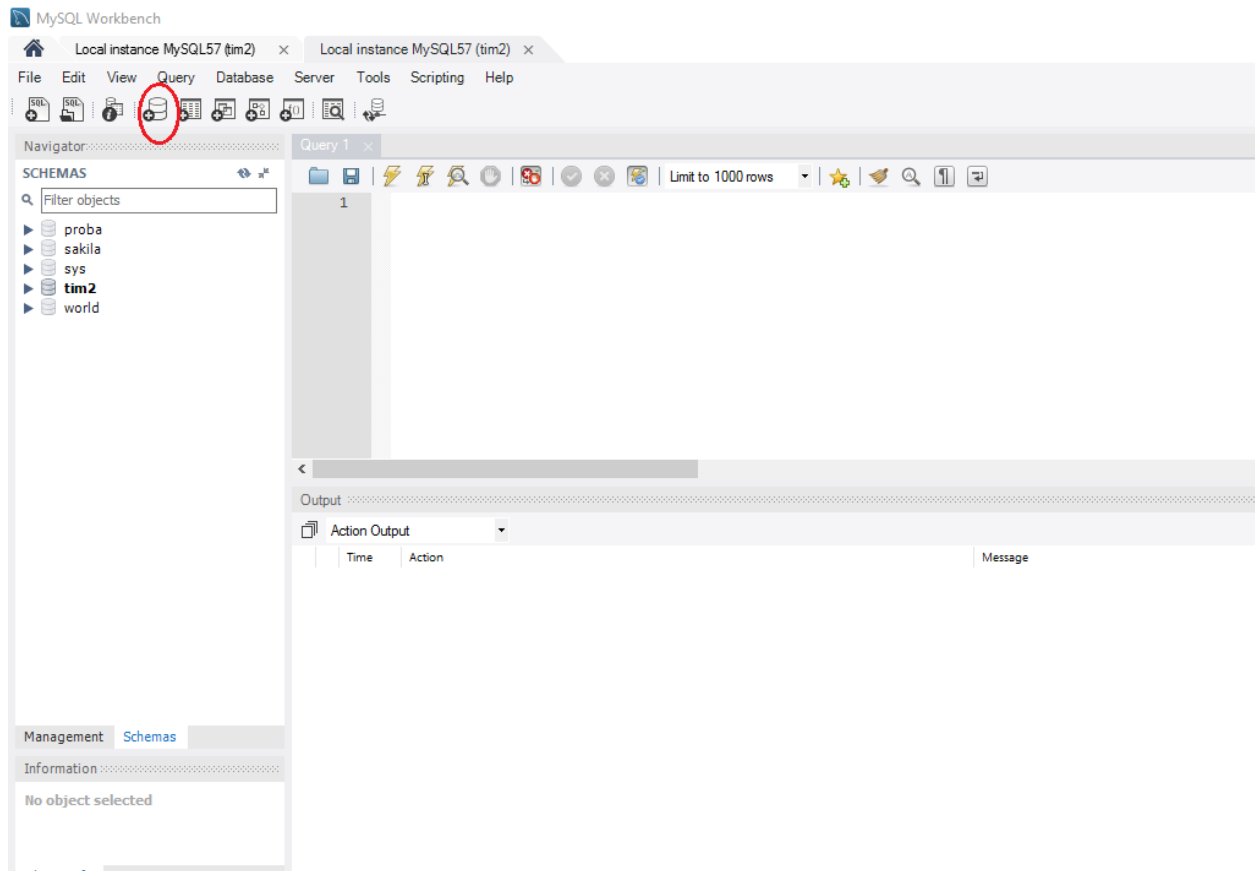 MySQL Workbench
Local instance MySQL57 (tim2) Local instance MySQL57 (tim2)
File Edit View Query Database Server Tools Scripting Help
SQL SQL
Navigator
Query 1
SCHEMAS
Limit to 1000 rows
Filter objects
1
proba
sakila
sys
tim2
world
Output
Action Output
Time Action Message
Management Schemas
Information
No object selected